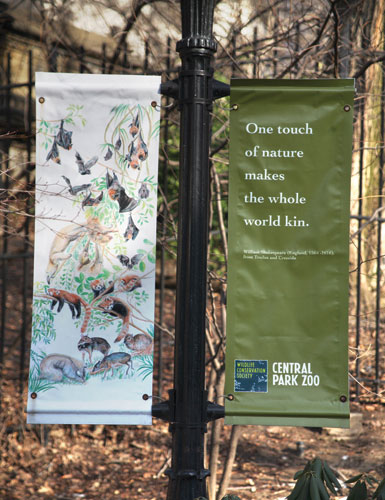 One touch
of nature
makes
the whole
world kin.
William Shakespeare (England, 1564-1616),
from Troilus and Cressida
WILDLIFE
CONSERVATION
SOCIETY
CENTRAL
PARK ZOO